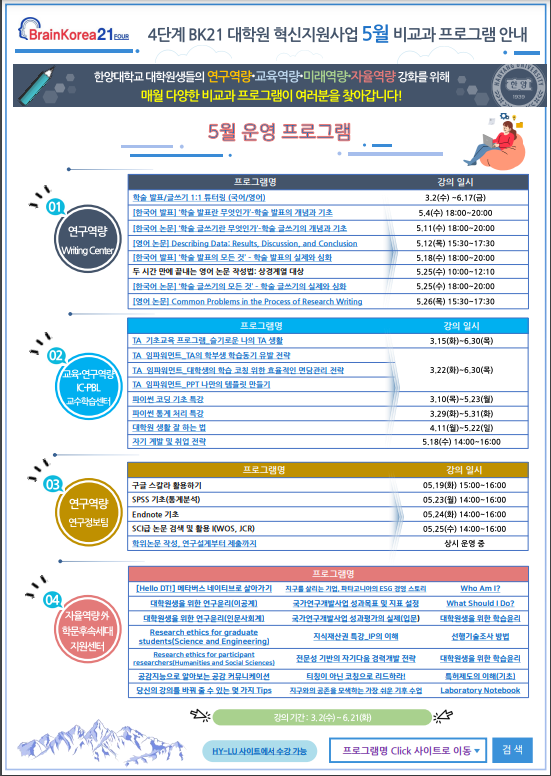 BrainKorea21 FOUR
4단계 BK21 대학원 혁신지원사업 5월 비교과 프로그램 안내
한양대학교 대학원생들의 연구역량·교육역량·미래역량·자율역량 강화를 위해
매월 다양한 비교과 프로그램이 여러분을 찾아갑니다!
1939
5월 운영 프로그램
01
연구역량
Writing Center
프로그램명 강의 일시
학술 발표/글쓰기 1:1 튜터링 (국어/영어) 3.2(수) ~6.17(금)
[한국어 발표] '학술 발표란 무엇인가'-학술 발표의 개념과 기초 5.4(수) 18:00~20:00
[한국어 논문] '학술 글쓰기란 무엇인가'-학술 글쓰기의 개념과 기초 5.11(수) 18:00~20:00
[영어 논문] Describing Data: Results, Discussion, and Conclusion 5.12(목) 15:30~17:30
[한국어 발표] '학술 발표의 모든 것' - 학술 발표의 실제와 심화 5.18(수) 18:00~20:00
두 시간 만에 끝내는 영어 논문 작성법: 상경계열 대상 5.25(수) 10:00~12:10
[한국어 논문] '학술 글쓰기의 모든 것' - 학술 글쓰기의 실제와 심화 5.25(수) 18:00~20:00
[영어 논문] Common Problems in the Process of Research Writing 5.26(목) 15:30~17:30
02
교육·연구역량
IC-PBL
교수학습센터
프로그램명 강의 일시
TA 기초교육 프로그램_슬기로운 나의 TA 생활 3.15(화)~6.30(목)
TA 임파워먼트_TA의 학부생 학습동기 유발 전략
TA 임파워먼트_대학생의 학습 코칭 위한 효율적인 면담관리 전략 3.22(화)~6.30(목)
TA 임파워먼트_PPT 나만의 템플릿 만들기
파이썬 코딩 기초 특강 3.10(목)~5.23(월)
파이썬 통계 처리 특강 3.29(화)~5.31(화)
대학원 생활 잘 하는 법 4.11(월)~5.22(일)
자기 계발 및 취업 전략 5.18(수) 14:00~16:00
03
연구역량
연구정보팀
프로그램명 강의 일시
구글 스칼라 활용하기 05.19(화) 15:00~16:00
SPSS 기초(통계분석) 05.23(월) 14:00~16:00
Endnote 기초 05.24(화) 14:00~16:00
SCI급 논문 검색 및 활용 I(WOS, JCR) 05.25(수) 14:00~16:00
학위논문 작성, 연구설계부터 제출까지 상시 운영 중
04
자율역량 外
학문후속세대
지원센터
프로그램명
[Hello DT!] 메타버스 네이티브로 살아가기 지구를 살리는 기업, 파타고니아의 ESG 경영 스토리 Who Am I?
대학원생을 위한 연구윤리(이공계) 국가연구개발사업 성과목표 및 지표 설정 What Should I Do?
대학원생을 위한 연구윤리(인문사회계) 국가연구개발사업 성과평가의 실제(입문) 대학원생을 위한 학습윤리
Research ethics for graduate students(Science and Engineering) 지식재산권 특강_IP의 이해 선행기술조사 방법
Research ethics for participant researchers(Humanities and Social Sciences) 전문성 기반의 자기다움 경력개발 전략 대학원생을 위한 학습윤리
공감지능으로 알아보는 공감 커뮤니케이션 티칭이 아닌 코칭으로 리드하라! 특허제도의 이해(기초)
당신의 강의를 바꿔 줄 수 있는 몇 가지 Tips 지구와의 공존을 모색하는 가장 쉬운 기후 수업 Laboratory Notebook
강의 기간 : 3.2(수) ~ 6.21(화)
HY-LU 사이트에서 수강 가능
프로그램명 Click 사이트로 이동
검 색